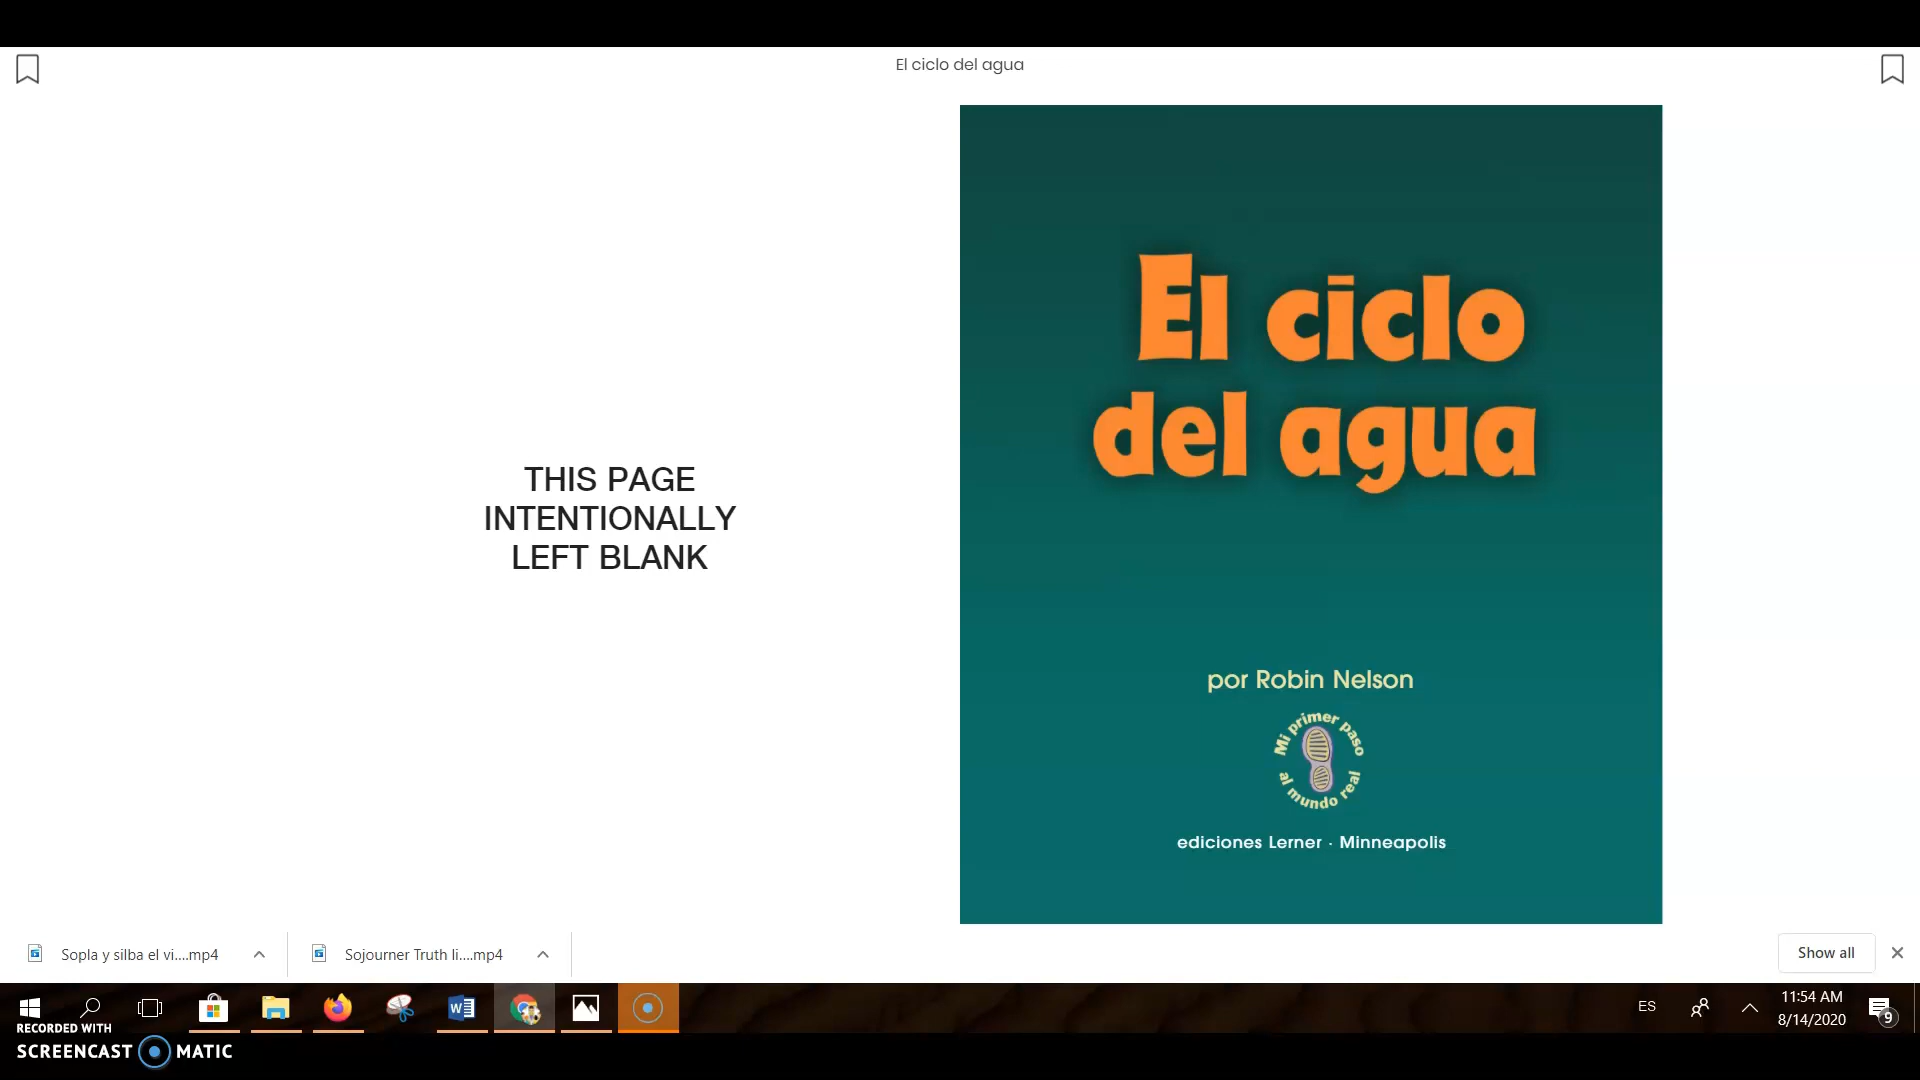 El ciclo del agua
THIS PAGE
INTENTIONALLY
LEFT BLANK
El ciclo
del agua
por Robin Nelson
Mi primer paso
al mundo real
ediciones Lerner · Minneapolis
Sopla y silba el vi....mp4
Sojourner Truth li....mp4
Show all
ES
11:54 AM
8/14/2020
9
RECORDED WITH
SCREENCAST MATIC